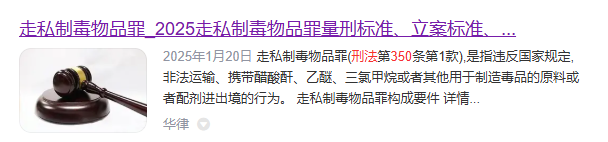 走私制毒物品罪_2025走私制毒物品罪量刑标准、立案标准、...
2025年1月20日 走私制毒物品罪(刑法第350条第1款),是指违反国家规定,
非法运输、携带醋酸酐、乙醚、三氯甲烷或者其他用于制造毒品的原料或
者配剂进出境的行为。 走私制毒物品罪构成要件 详情...
华律